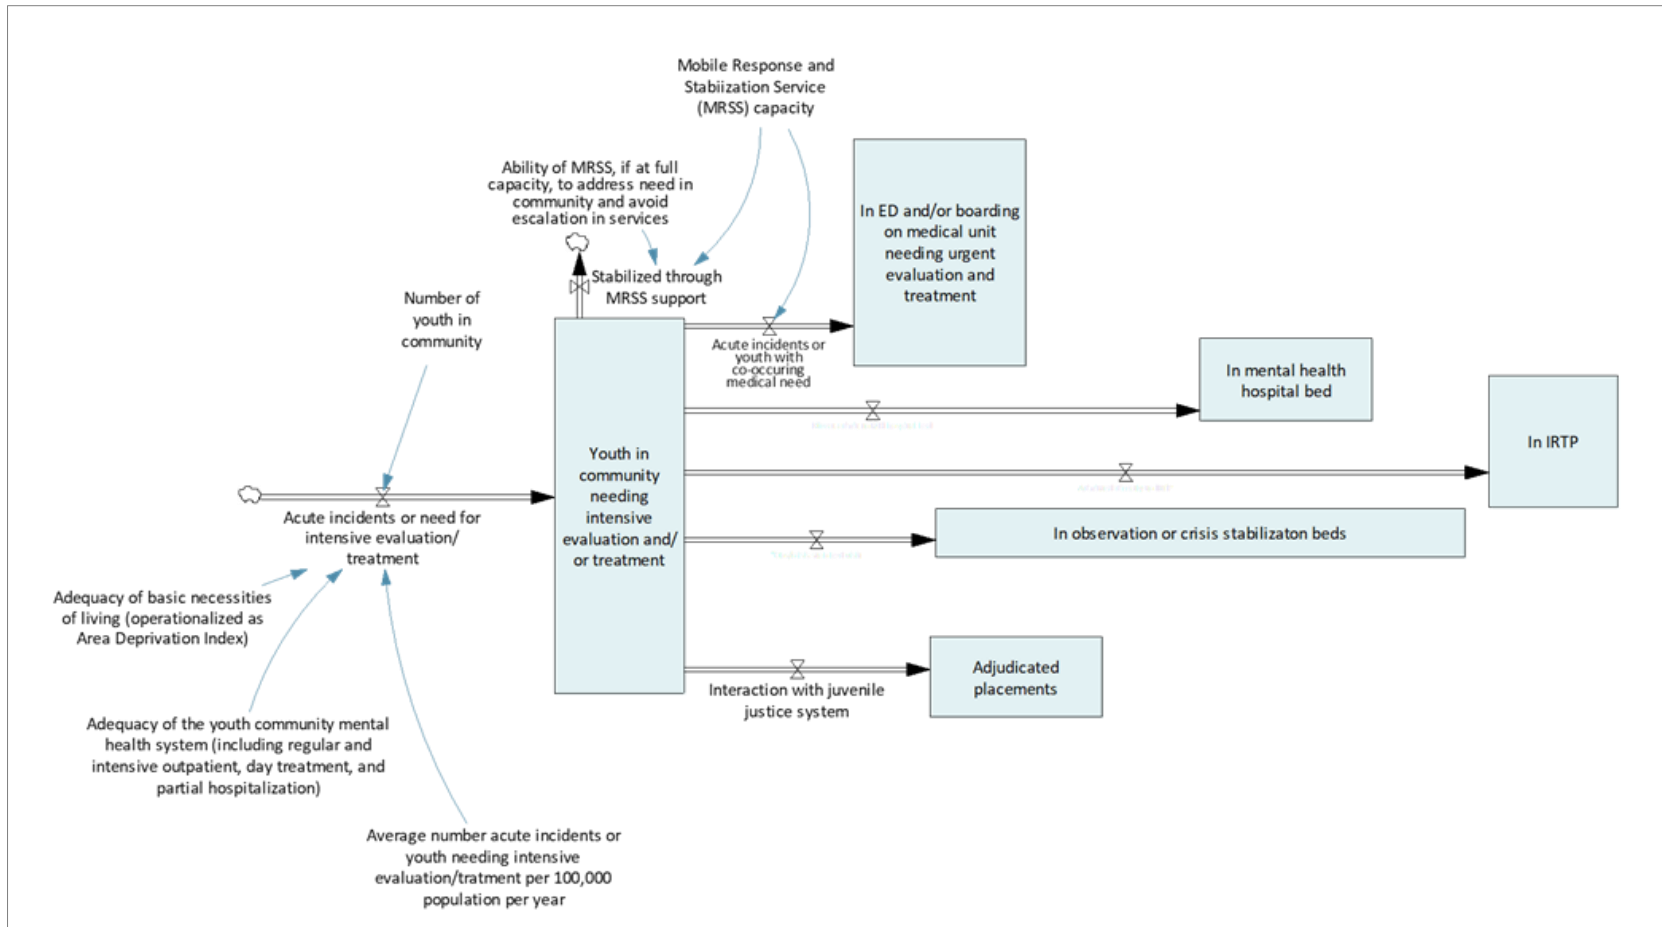 Mobile Response and
Stabiization Service
(MRSS) capacity
Ability of MRSS, if at full
capacity, to address need in
community and avoid
escalation in services
Stabilized through
MRSS support
In ED and/or boarding
on medical unit
needing urgent
evaluation and
treatment
Number of
youth in
community
Acute incidents or
youth with
co-occuring
medical need
In mental health
hospital bed
In IRTP
Youth in
community
needing
intensive
evaluation and/
or treatment
Acute incidents or need for
intensive evaluation/
treatment
In observation or crisis stabilizaton beds
Adequacy of basic necessities
of living (operationalized as
Area Deprivation Index)
Adjudicated
placements
Interaction with juvenile
justice system
Adequacy of the youth community mental
health system (including regular and
intensive outpatient, day treatment, and
partial hospitalization)
Average number acute incidents or
youth needing intensive
evaluation/tratment per 100,000
population per year